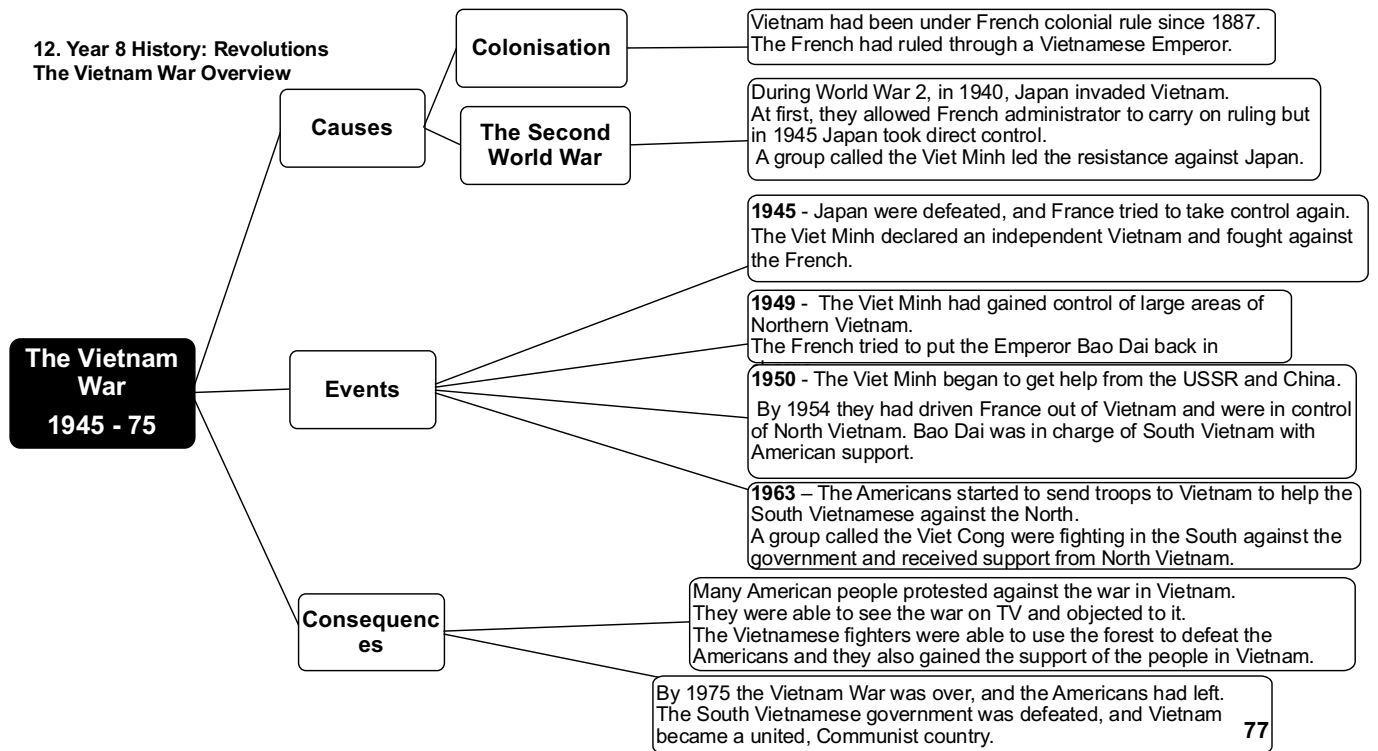 12. Year 8 History: Revolutions
The Vietnam War Overview
The Vietnam
War
1945 - 75
Causes
Colonisation
Vietnam had been under French colonial rule since 1887.
The French had ruled through a Vietnamese Emperor.
The Second
World War
During World War 2, in 1940, Japan invaded Vietnam.
At first, they allowed French administrator to carry on ruling but
in 1945 Japan took direct control.
A group called the Viet Minh led the resistance against Japan.
Events
1945 - Japan were defeated, and France tried to take control again.
The Viet Minh declared an independent Vietnam and fought against
the French.
1949 - The Viet Minh had gained control of large areas of
Northern Vietnam.
The French tried to put the Emperor Bao Dai back in
1950 - The Viet Minh began to get help from the USSR and China.
By 1954 they had driven France out of Vietnam and were in control
of North Vietnam. Bao Dai was in charge of South Vietnam with
American support.
1963 – The Americans started to send troops to Vietnam to help the
South Vietnamese against the North.
A group called the Viet Cong were fighting in the South against the
government and received support from North Vietnam.
Consequenc
es
Many American people protested against the war in Vietnam.
They were able to see the war on TV and objected to it.
The Vietnamese fighters were able to use the forest to defeat the
Americans and they also gained the support of the people in Vietnam.
By 1975 the Vietnam War was over, and the Americans had left.
The South Vietnamese government was defeated, and Vietnam
became a united, Communist country.
77